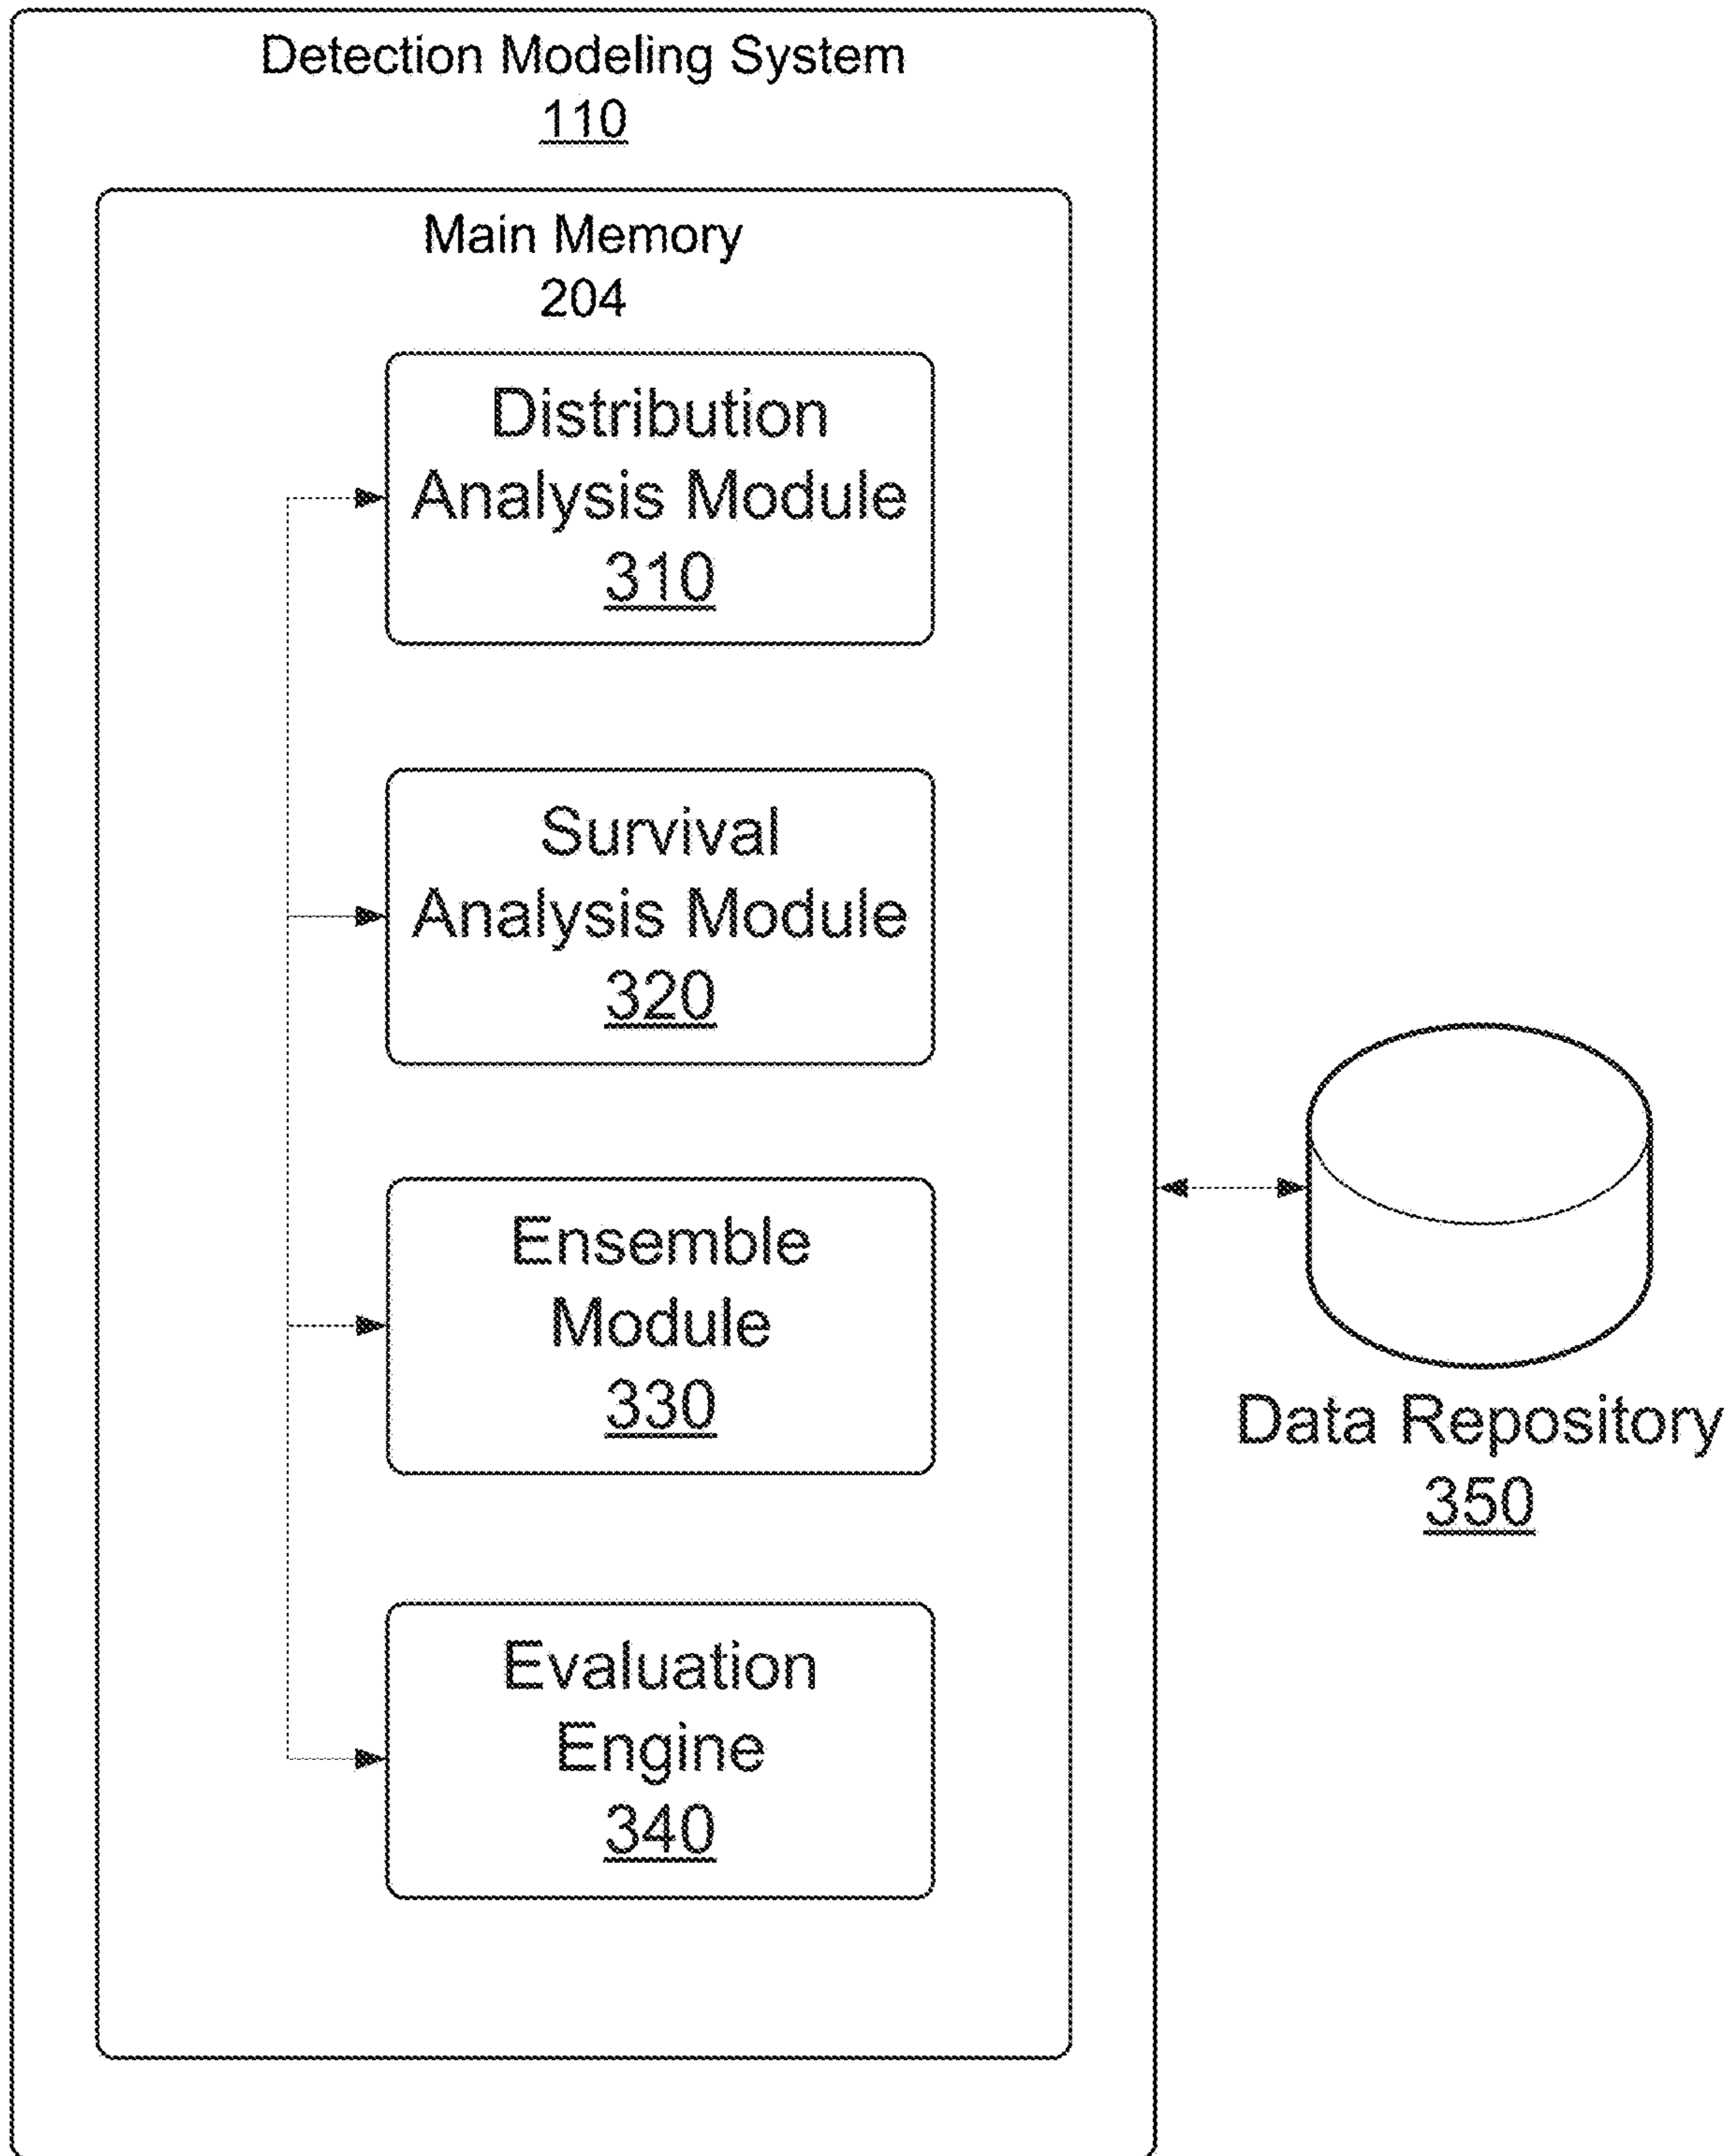 Detection Modeling System
110
Main Memory
204
Distribution
Analysis Module
310
Survival
Analysis Module
320
Ensemble
Module
330
Evaluation
Engine
340
Data Repository
350